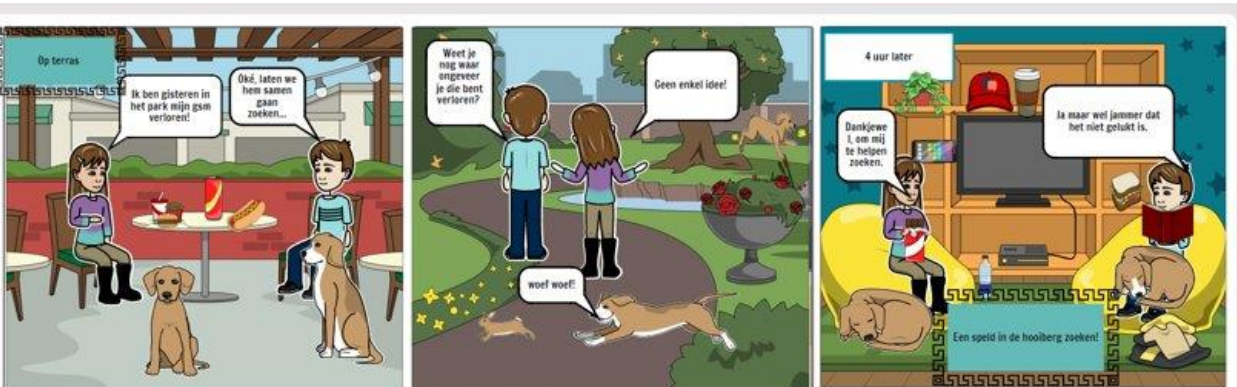 Op terras
Ik ben gisteren in
het park mijn gsm
verloren!
Oké, laten we
hem samen
gaan
zoeken...
Weet je
nog waar
ongeveer
je die bent
verloren?
Geen enkel idee!
woef woef!
4 uur later
Dankjewe
l, om mij
te helpen
zoeken.
Ja maar wel jammer dat
het niet gelukt is.
Een speld in de hooiberg zoeken!